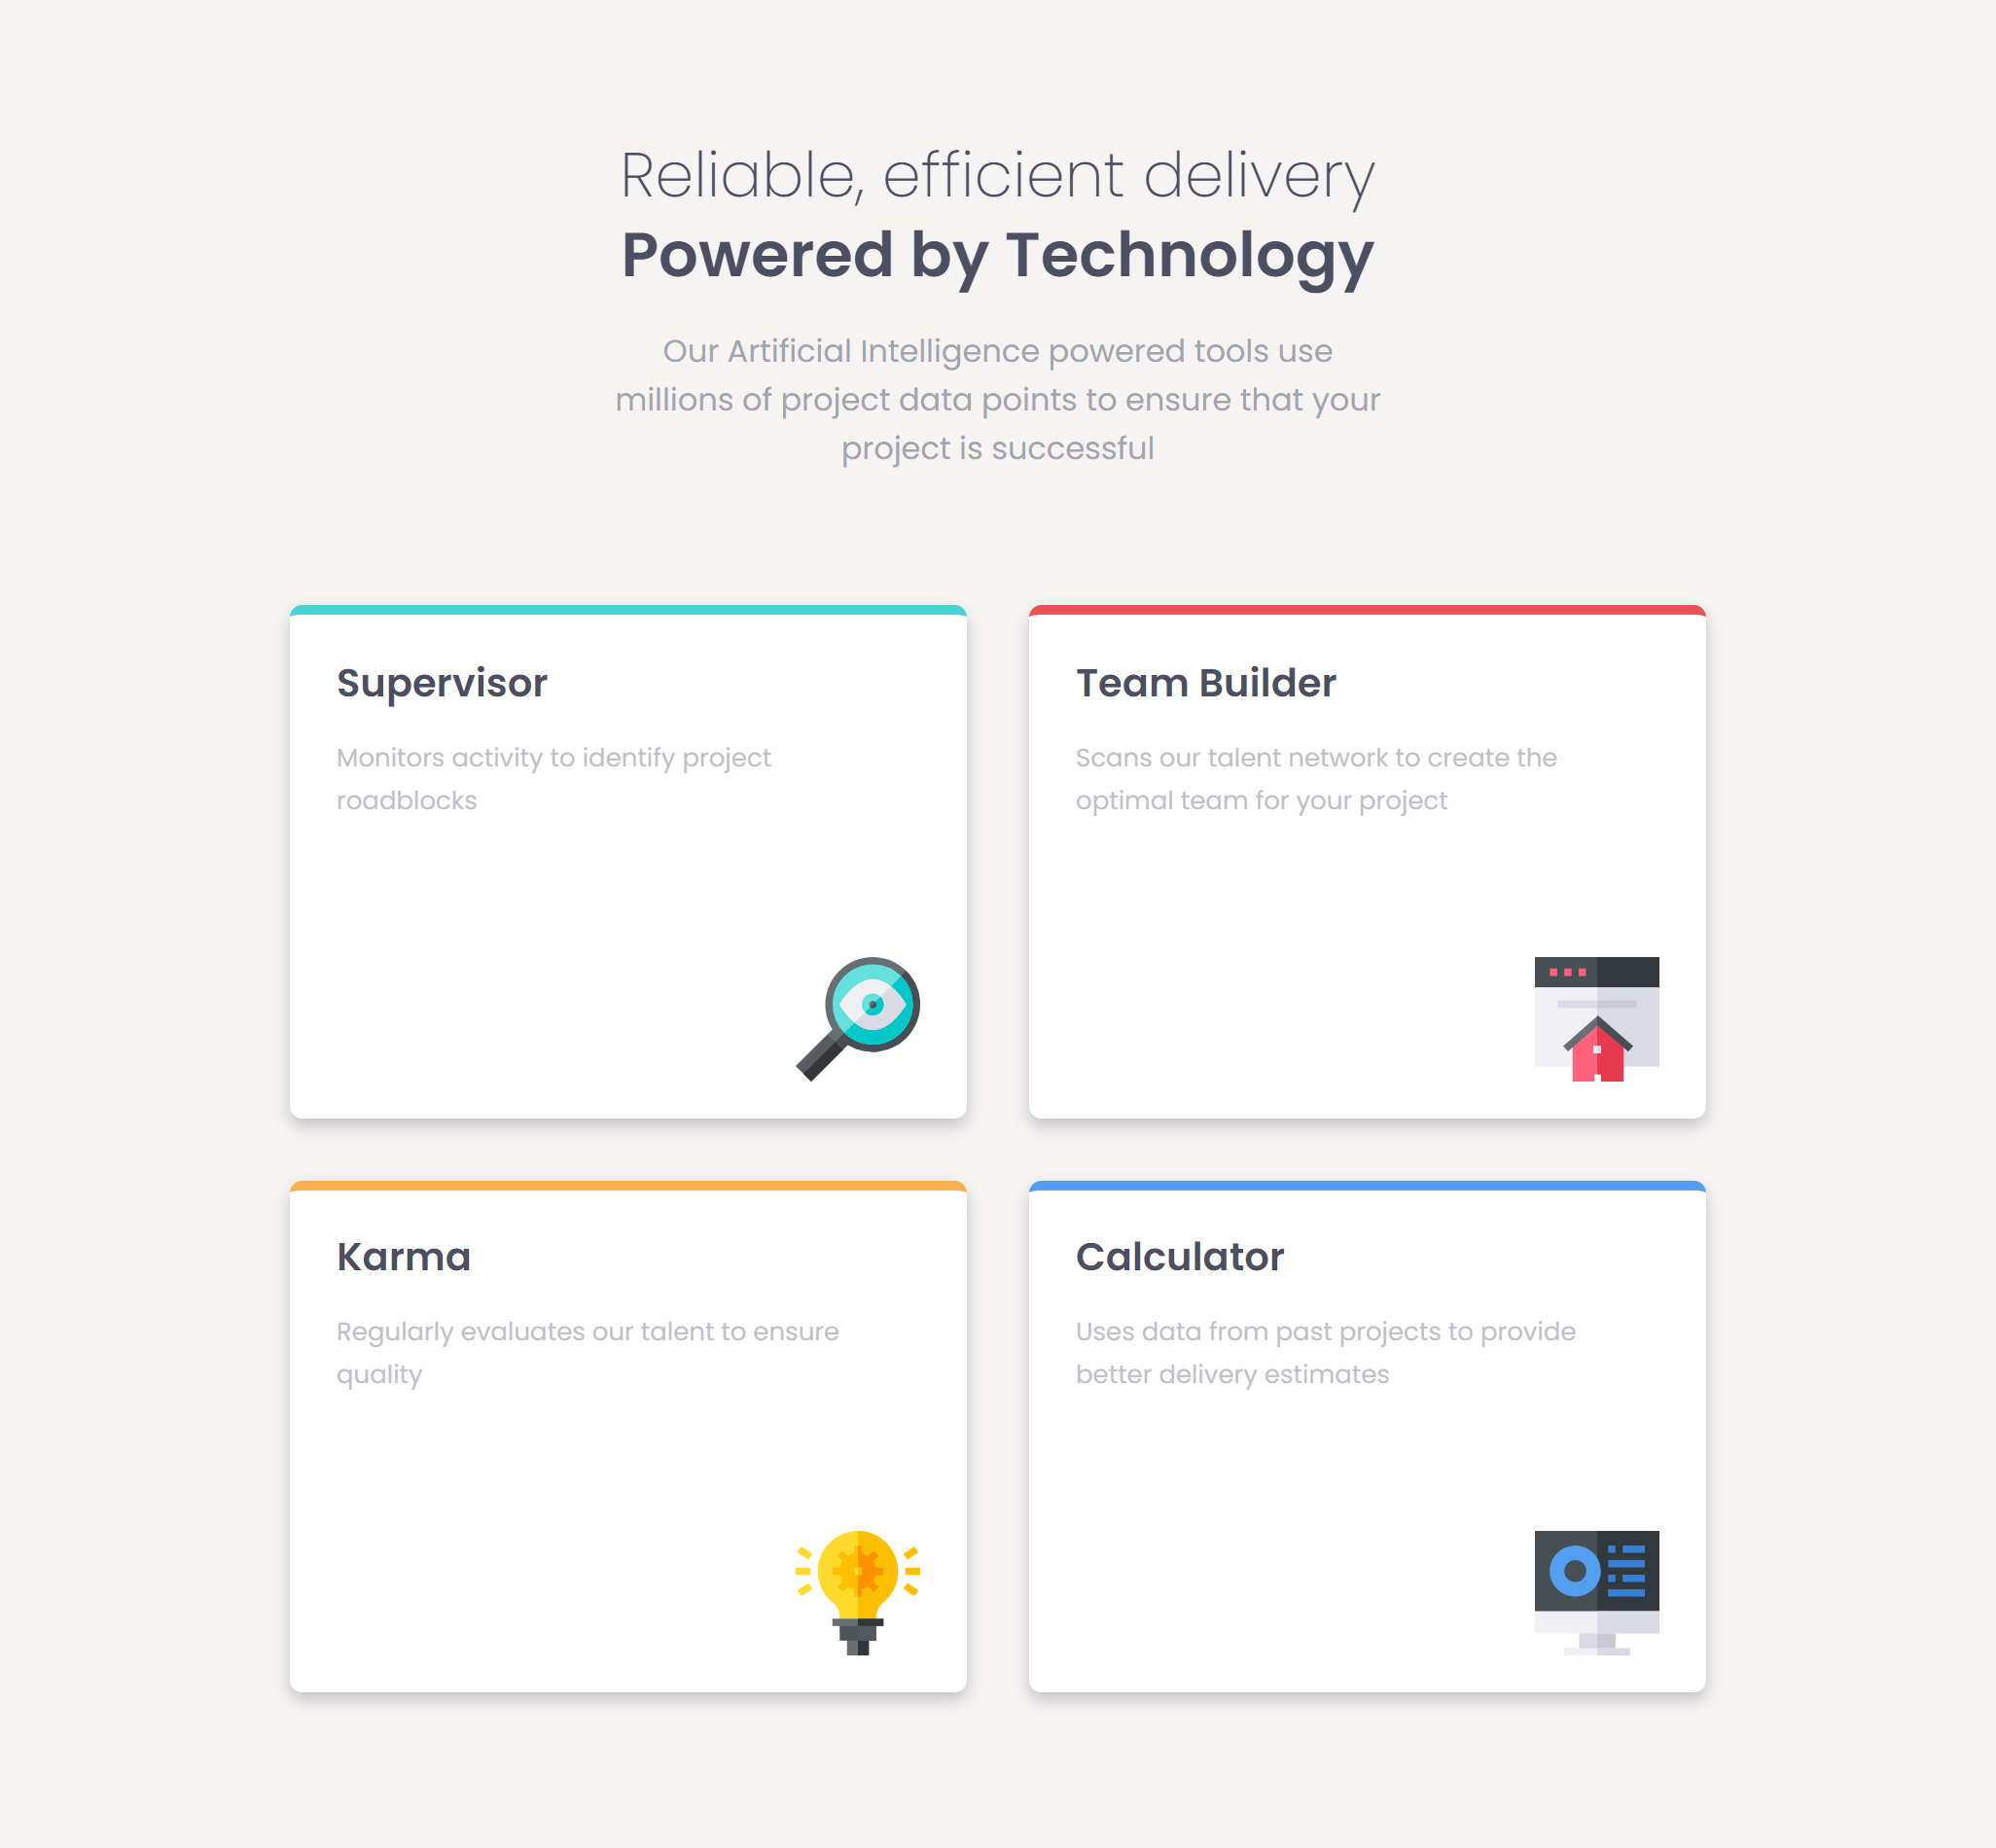 Reliable, efficient delivery
Powered by Technology
Our Artificial Intelligence powered tools use
millions of project data points to ensure that your
project is successful
Supervisor
Monitors activity to identify project
roadblocks
Team Builder
Scans our talent network to create the
optimal team for your project
Karma
Regularly evaluates our talent to ensure
quality
Calculator
Uses data from past projects to provide
better delivery estimates